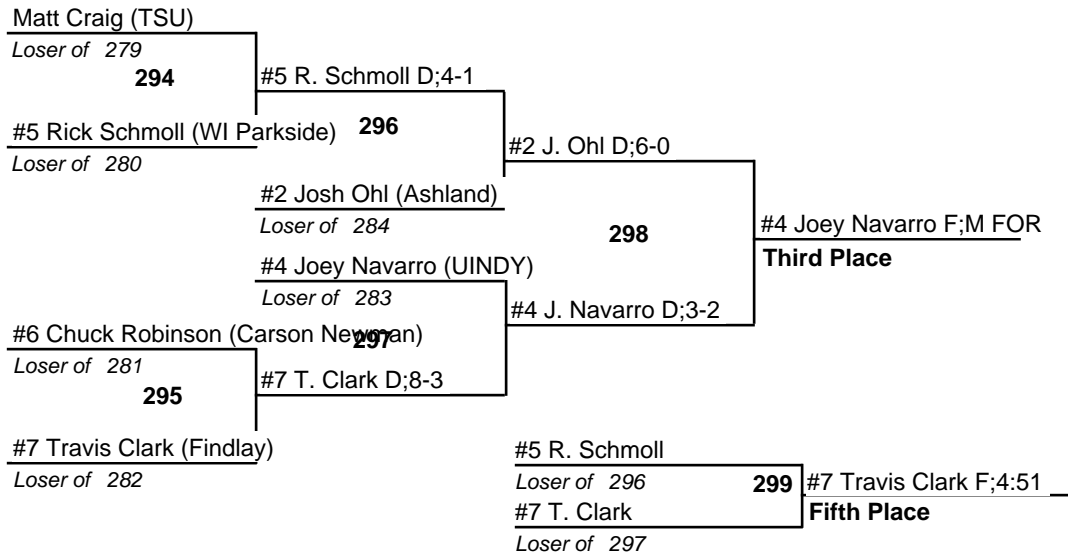 Matt Craig (TSU)
Loser of 279
294
#5 R. Schmoll D;4-1
#5 Rick Schmoll (WI Parkside)
Loser of 280
296
#2 J. Ohl D;6-0
#2 Josh Ohl (Ashland)
Loser of 284
298
#4 Joey Navarro F;M FOR
Third Place
#4 Joey Navarro (UINDY)
Loser of 283
#4 J. Navarro D;3-2
#6 Chuck Robinson (Carson Newman)
297
Loser of 281
295
#7 T. Clark D;8-3
#7 Travis Clark (Findlay)
Loser of 282
#5 R. Schmoll
Loser of 296
299
#7 Travis Clark F;4:51
#7 T. Clark
Fifth Place
Loser of 297